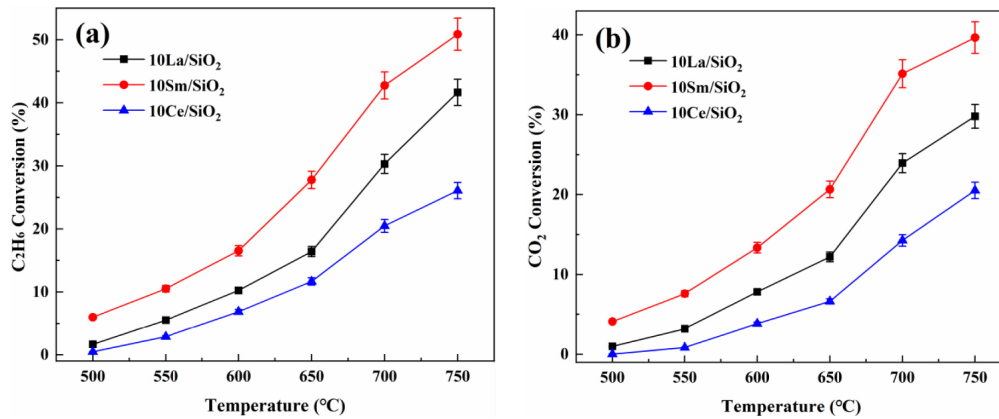 (a)
10La/SiO₂
10Sm/SiO₂
10Ce/SiO₂
C₂H₆ Conversion (%)
50
40
30
20
10
0
500 550 600 650 700 750
Temperature (℃)
(b)
10La/SiO₂
10Sm/SiO₂
10Ce/SiO₂
CO₂ Conversion (%)
40
30
20
10
0
500 550 600 650 700 750
Temperature (℃)